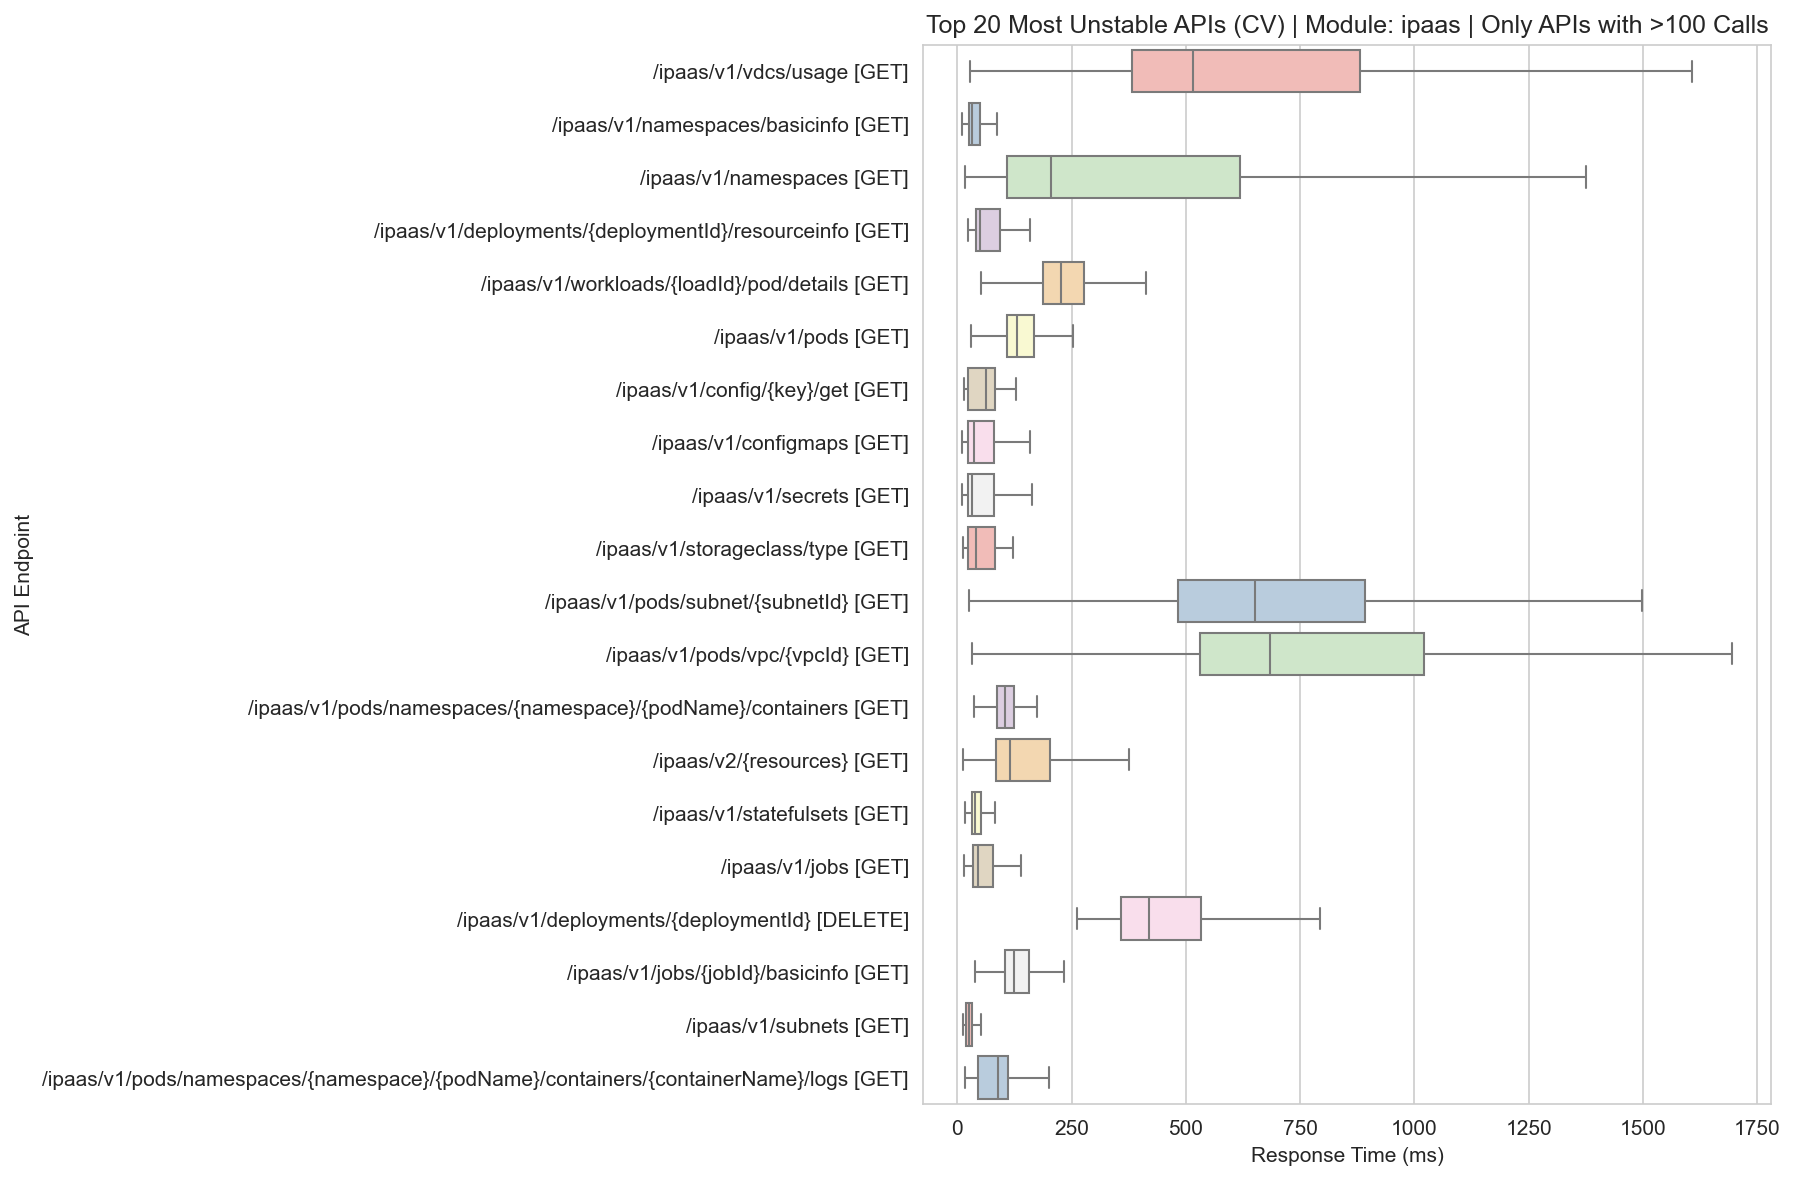 Top 20 Most Unstable APIs (CV) | Module: ipaas | Only APIs with >100 Calls
API Endpoint
/ipaas/v1/vdcs/usage [GET]
/ipaas/v1/namespaces/basicinfo [GET]
/ipaas/v1/namespaces [GET]
/ipaas/v1/deployments/{deploymentId}/resourceinfo [GET]
/ipaas/v1/workloads/{loadId}/pod/details [GET]
/ipaas/v1/pods [GET]
/ipaas/v1/config/{key}/get [GET]
/ipaas/v1/configmaps [GET]
/ipaas/v1/secrets [GET]
/ipaas/v1/storageclass/type [GET]
/ipaas/v1/pods/subnet/{subnetId} [GET]
/ipaas/v1/pods/vpc/{vpcId} [GET]
/ipaas/v1/pods/namespaces/{namespace}/{podName}/containers [GET]
/ipaas/v2/{resources} [GET]
/ipaas/v1/statefulsets [GET]
/ipaas/v1/jobs [GET]
/ipaas/v1/deployments/{deploymentId} [DELETE]
/ipaas/v1/jobs/{jobId}/basicinfo [GET]
/ipaas/v1/subnets [GET]
/ipaas/v1/pods/namespaces/{namespace}/{podName}/containers/{containerName}/logs [GET]
0 250 500 750 1000 1250 1500 1750
Response Time (ms)